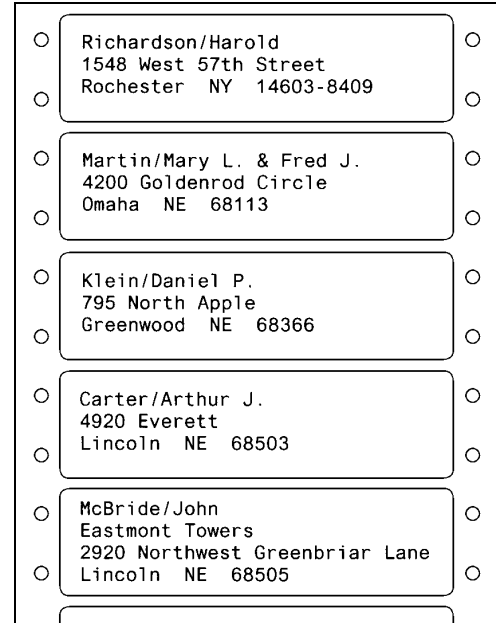 Richardson/Harold
1548 West 57th Street
Rochester  NY  14603-8409
Martin/Mary L. & Fred J.
4200 Goldenrod Circle
Omaha  NE  68113
Klein/Daniel P.
795 North Apple
Greenwood  NE  68366
Carter/Arthur J.
4920 Everett
Lincoln  NE  68503
McBride/John
Eastmont Towers
2920 Northwest Greenbriar Lane
Lincoln  NE  68505